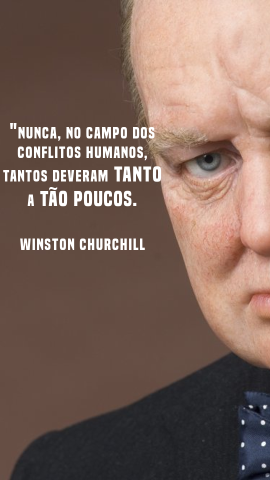 "NUNCA, NO CAMPO DOS
CONFLITOS HUMANOS,
TANTOS DEVERAM TANTO
A TÃO POUCOS.
WINSTON CHURCHILL